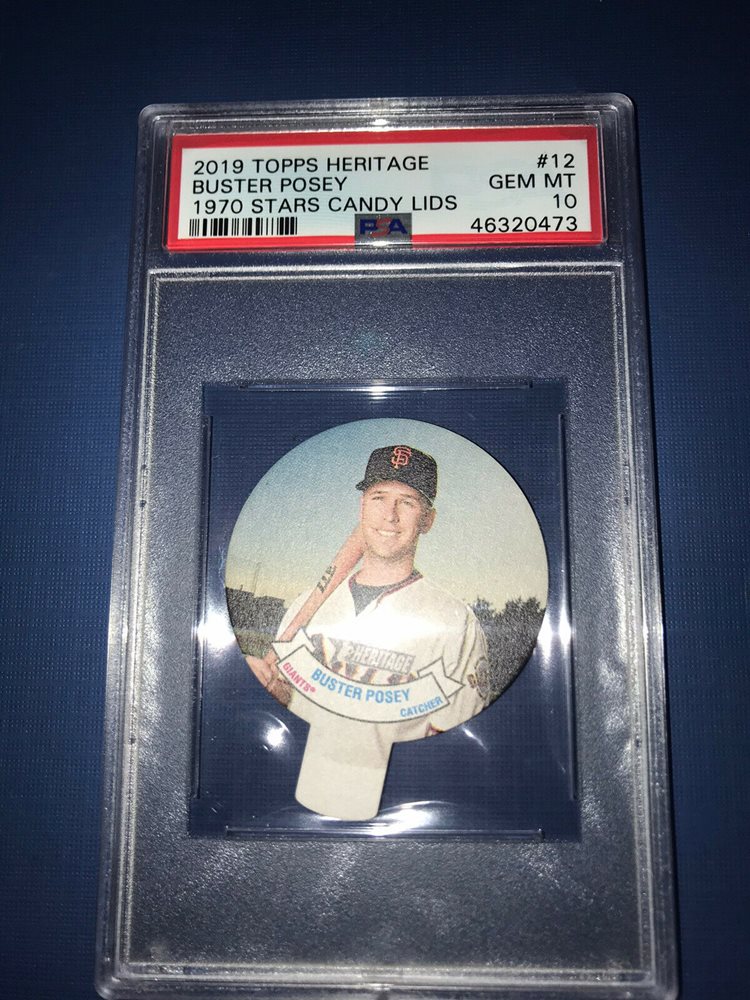 2019 TOPPS HERITAGE #12
BUSTER POSEY GEM MT
1970 STARS CANDY LIDS 10
PSA 46320473
SF
HERITAGE
GIANTS®
BUSTER POSEY
CATCHER